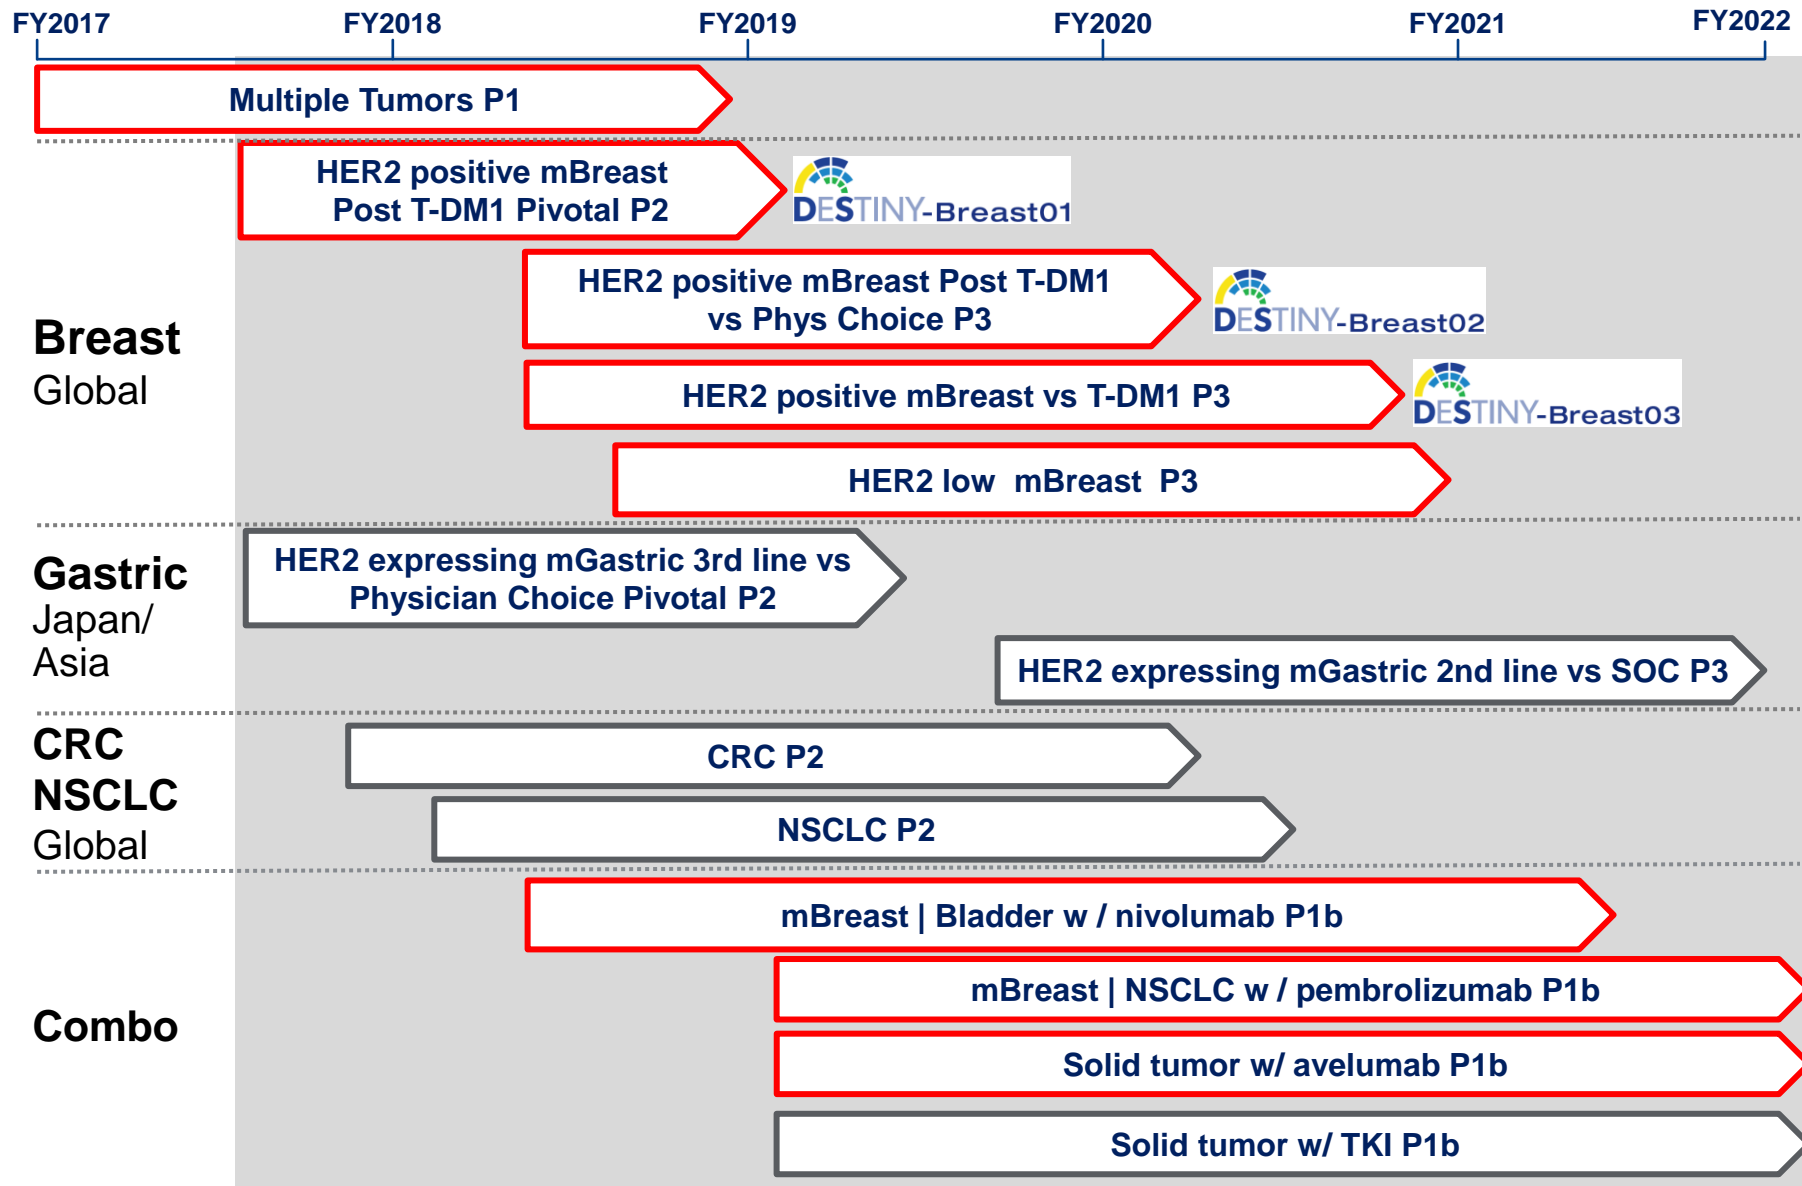 FY2017 FY2018 FY2019 FY2020 FY2021 FY2022
Multiple Tumors P1
HER2 positive mBreast
Post T-DM1 Pivotal P2
DESTINY-Breast01
HER2 positive mBreast Post T-DM1
vs Phys Choice P3
DESTINY-Breast02
Breast
Global
HER2 positive mBreast vs T-DM1 P3
DESTINY-Breast03
HER2 low mBreast P3
Gastric
Japan/
Asia
HER2 expressing mGastric 3rd line vs
Physician Choice Pivotal P2
HER2 expressing mGastric 2nd line vs SOC P3
CRC
NSCLC
Global
CRC P2
NSCLC P2
Combo
mBreast | Bladder w / nivolumab P1b
mBreast | NSCLC w / pembrolizumab P1b
Solid tumor w/ avelumab P1b
Solid tumor w/ TKI P1b